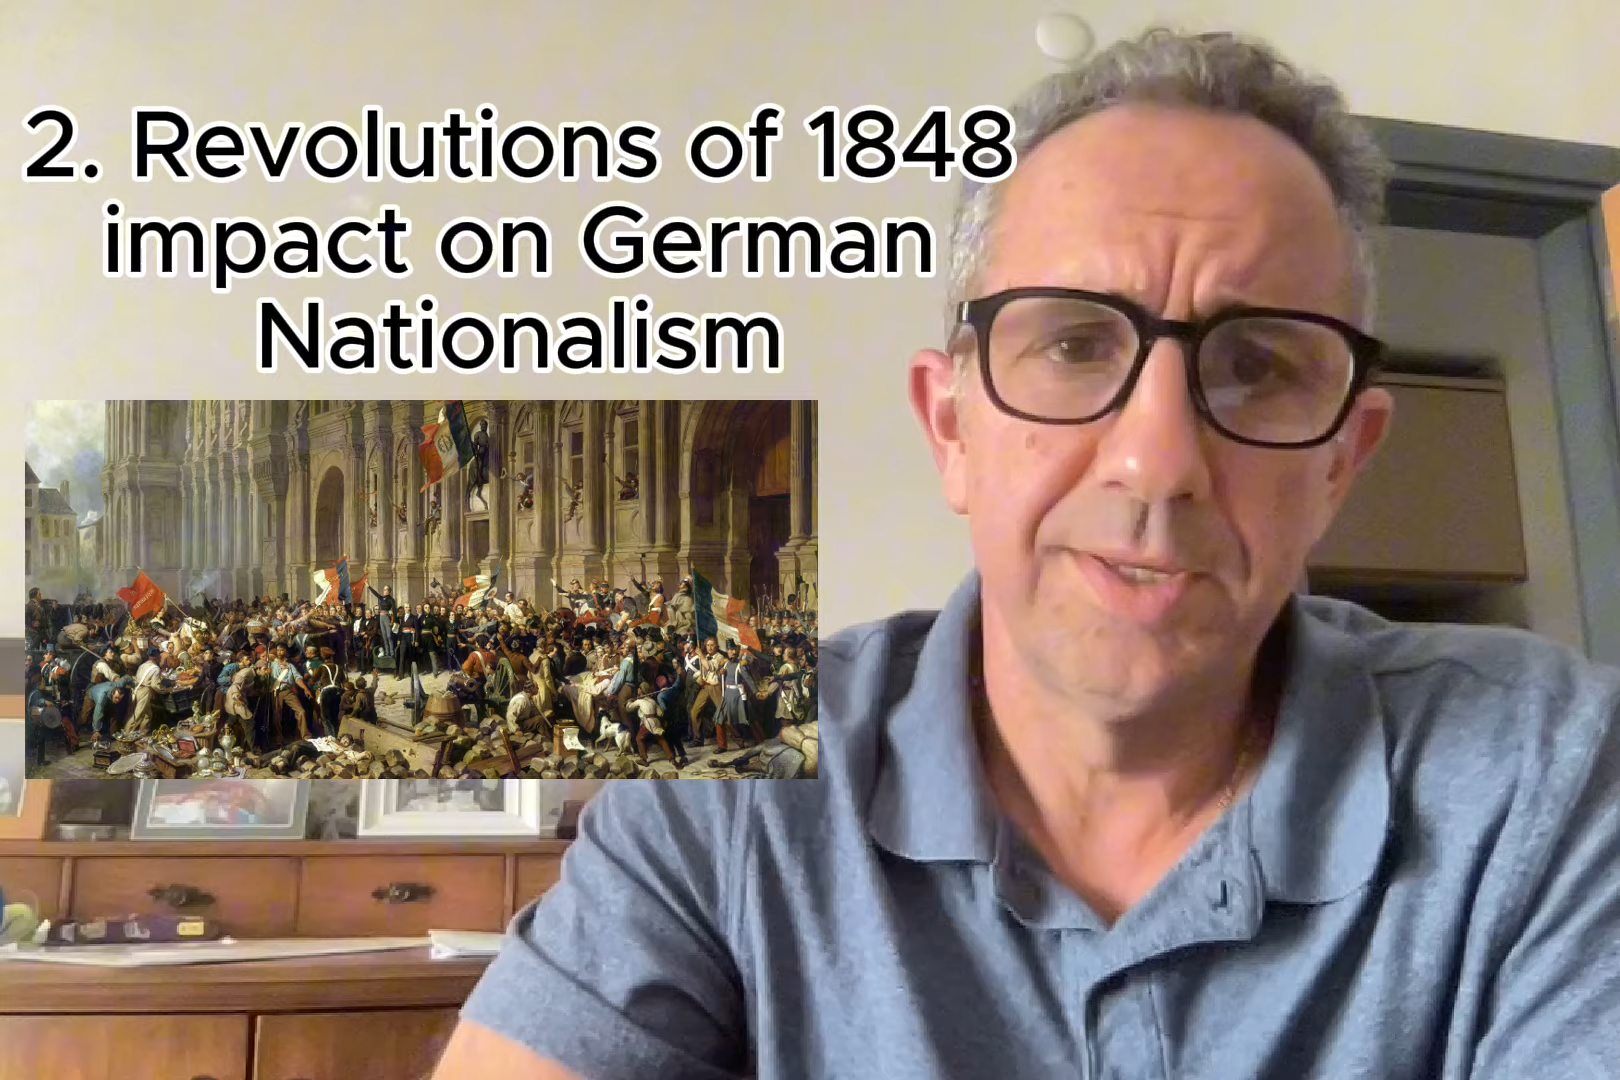 2. Revolutions of 1848
impact on German
Nationalism